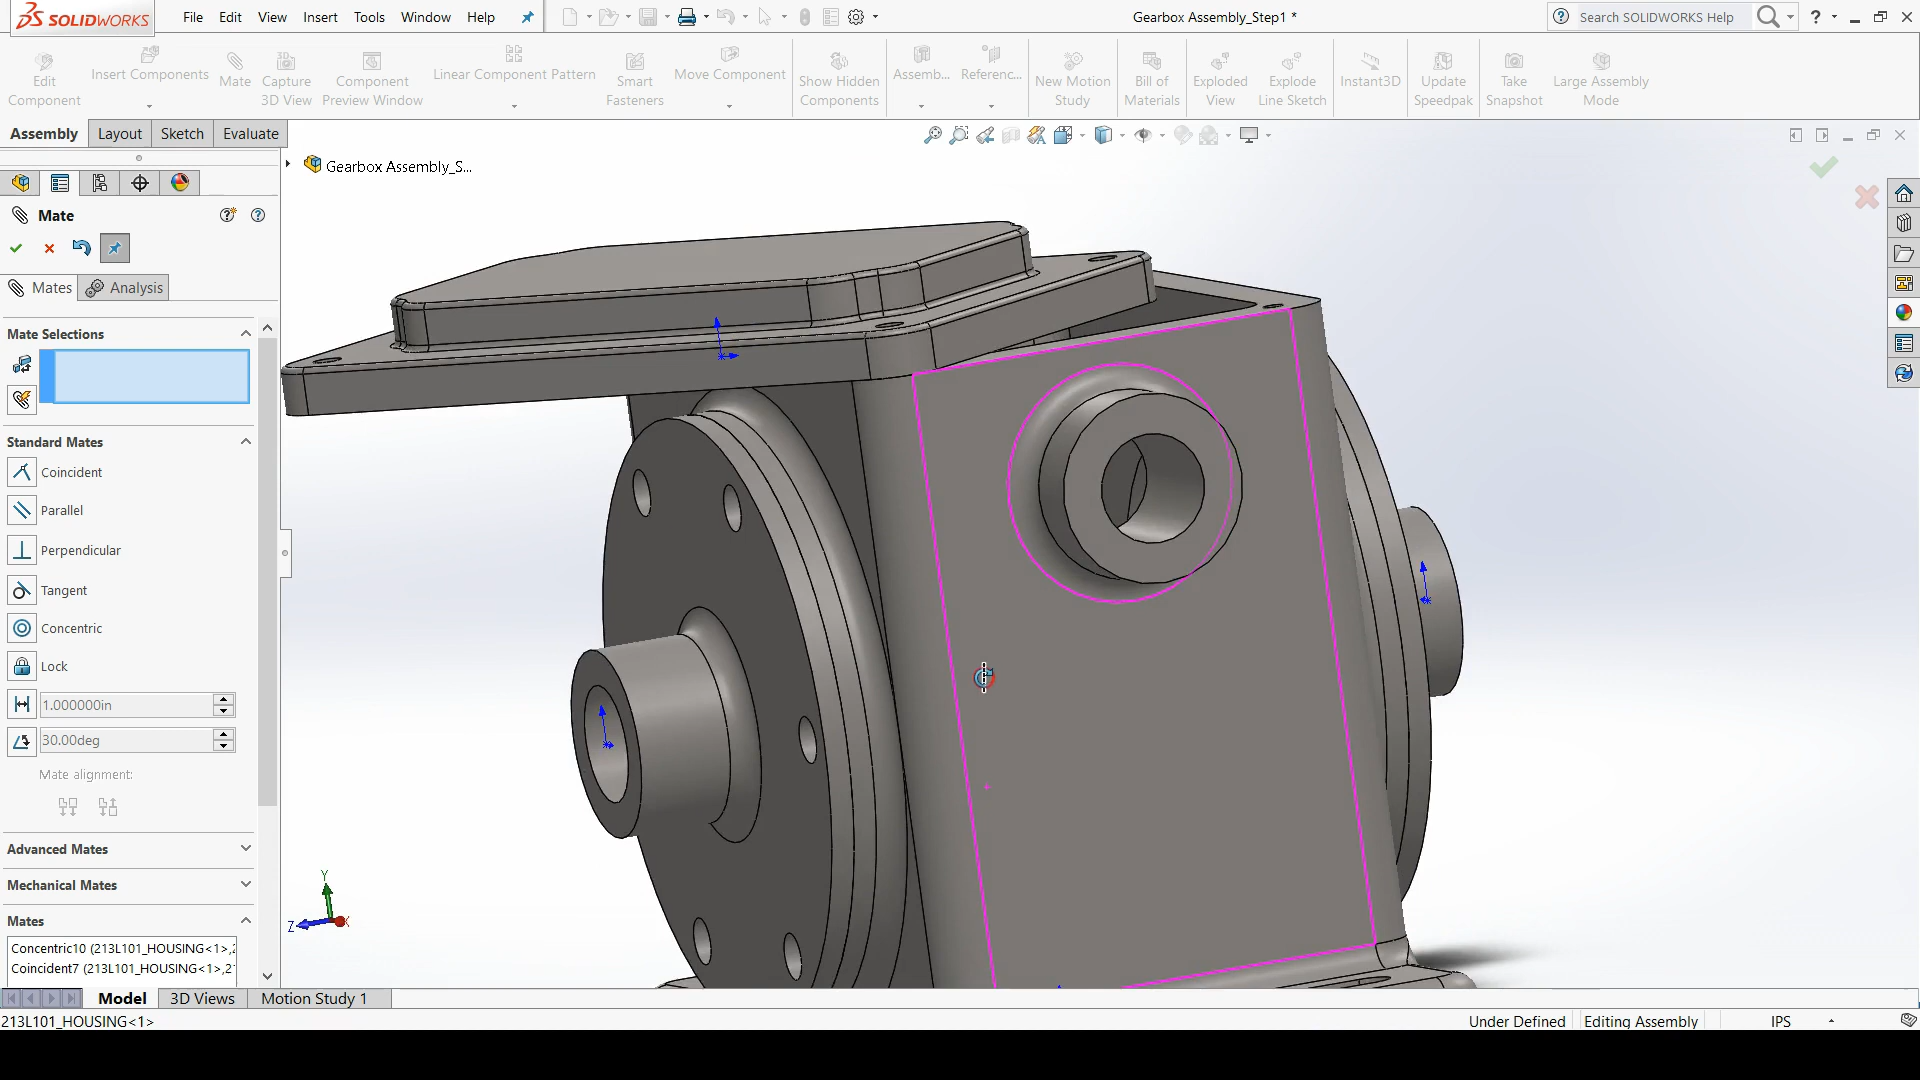 SOLIDWORKS
File Edit View Insert Tools Window Help
Gearbox Assembly_Step1 *
Search SOLIDWORKS Help
Edit Component
Insert Components
Mate
Capture 3D View
Component Preview Window
Linear Component Pattern
Smart Fasteners
Move Component
Show Hidden Components
Assemb...
Referenc...
New Motion Study
Bill of Materials
Exploded View
Explode Line Sketch
Instant3D
Update Speedpak
Take Snapshot
Large Assembly Mode
Assembly Layout Sketch Evaluate
Gearbox Assembly_S...
Mate
Mates Analysis
Mate Selections
Standard Mates
Coincident
Parallel
Perpendicular
Tangent
Concentric
Lock
1.000000in
30.00deg
Mate alignment:
Advanced Mates
Mechanical Mates
Mates
Concentric10 (213L101_HOUSING<1>,2
Coincident7 (213L101_HOUSING<1>,2
Y
Z
X
Model 3D Views Motion Study 1
213L101_HOUSING<1>
Under Defined Editing Assembly IPS